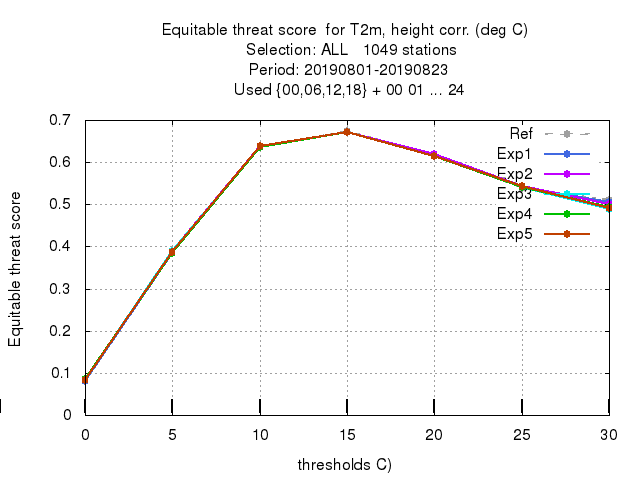 Equitable threat score  for T2m, height corr. (deg C)
Selection: ALL   1049 stations
Period: 20190801-20190823
Used {00,06,12,18} + 00 01 ... 24
Equitable threat score
0.7
0.6
0.5
0.4
0.3
0.2
0.1
0
Ref
Exp1
Exp2
Exp3
Exp4
Exp5
0 5 10 15 20 25 30
thresholds C)